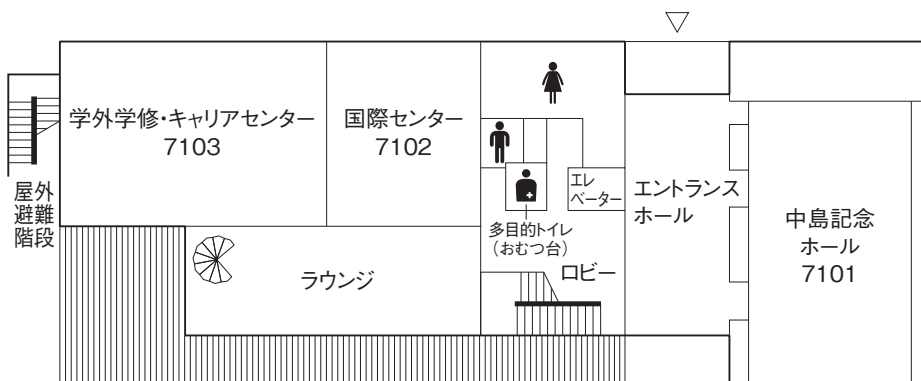 学外学修・キャリアセンター
7103
国際センター
7102
屋外
避難
階段
エレ
ベーター
多目的トイレ
(おむつ台)
エントランス
ホール
中島記念
ホール
7101
ラウンジ
ロビー